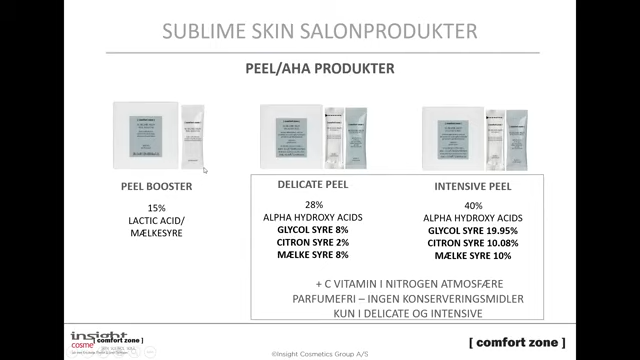 SUBLIME SKIN SALONPRODUKTER
PEEL/AHA PRODUKTER
PEEL BOOSTER
15%
LACTIC ACID/
MÆLKESYRE
DELICATE PEEL
28%
ALPHA HYDROXY ACIDS
GLYCOL SYRE 8%
CITRON SYRE 2%
MÆLKE SYRE 8%
INTENSIVE PEEL
40%
ALPHA HYDROXY ACIDS
GLYCOL SYRE 19.95%
CITRON SYRE 10.08%
MÆLKE SYRE 10%
+ C VITAMIN I NITROGEN ATMOSFÆRE
PARFUMEFRI – INGEN KONSERVERINGSMIDLER
KUN I DELICATE OG INTENSIVE
insight
cosme
[ comfort zone ]
©Insight Cosmetics Group A/S
[ comfort zone ]